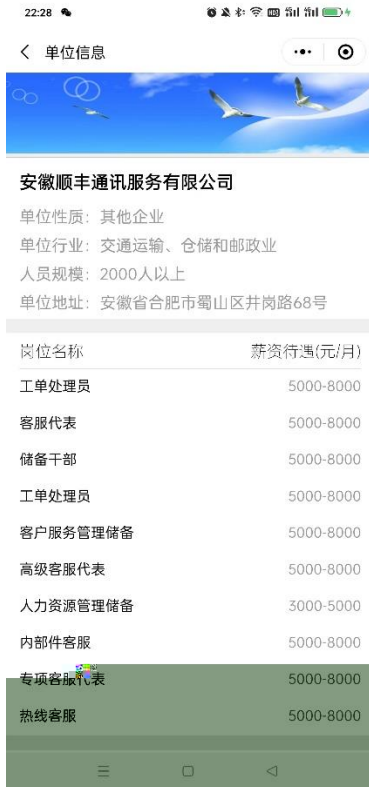 22:28
单位信息
安徽顺丰通讯服务有限公司
单位性质：其他企业
单位行业：交通运输、仓储和邮政业
人员规模：2000人以上
单位地址：安徽省合肥市蜀山区井岗路68号
岗位名称 薪资待遇(元/月)
工单处理员 5000-8000
客服代表 5000-8000
储备干部 5000-8000
工单处理员 5000-8000
客户服务管理储备 5000-8000
高级客服代表 5000-8000
人力资源管理储备 3000-5000
内部件客服 5000-8000
专项客服代表 5000-8000
热线客服 5000-8000